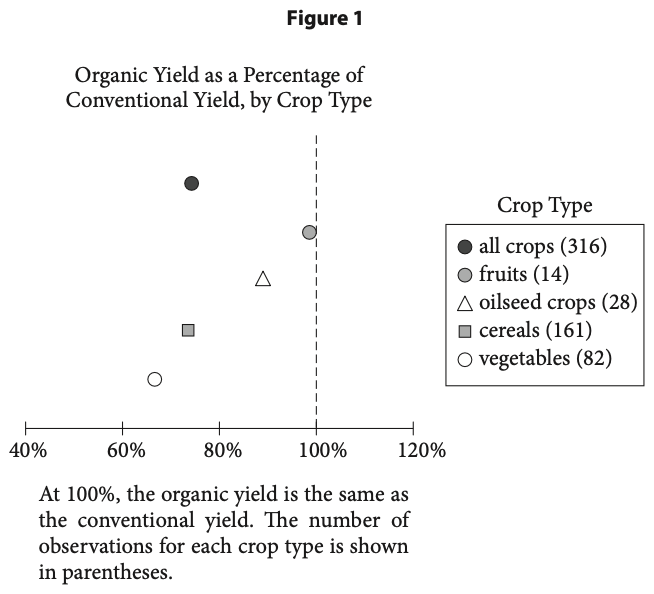 Figure 1
Organic Yield as a Percentage of
Conventional Yield, by Crop Type
Crop Type
all crops (316)
fruits (14)
oilseed crops (28)
cereals (161)
vegetables (82)
40% 60% 80% 100% 120%
At 100%, the organic yield is the same as
the conventional yield. The number of
observations for each crop type is shown
in parentheses.